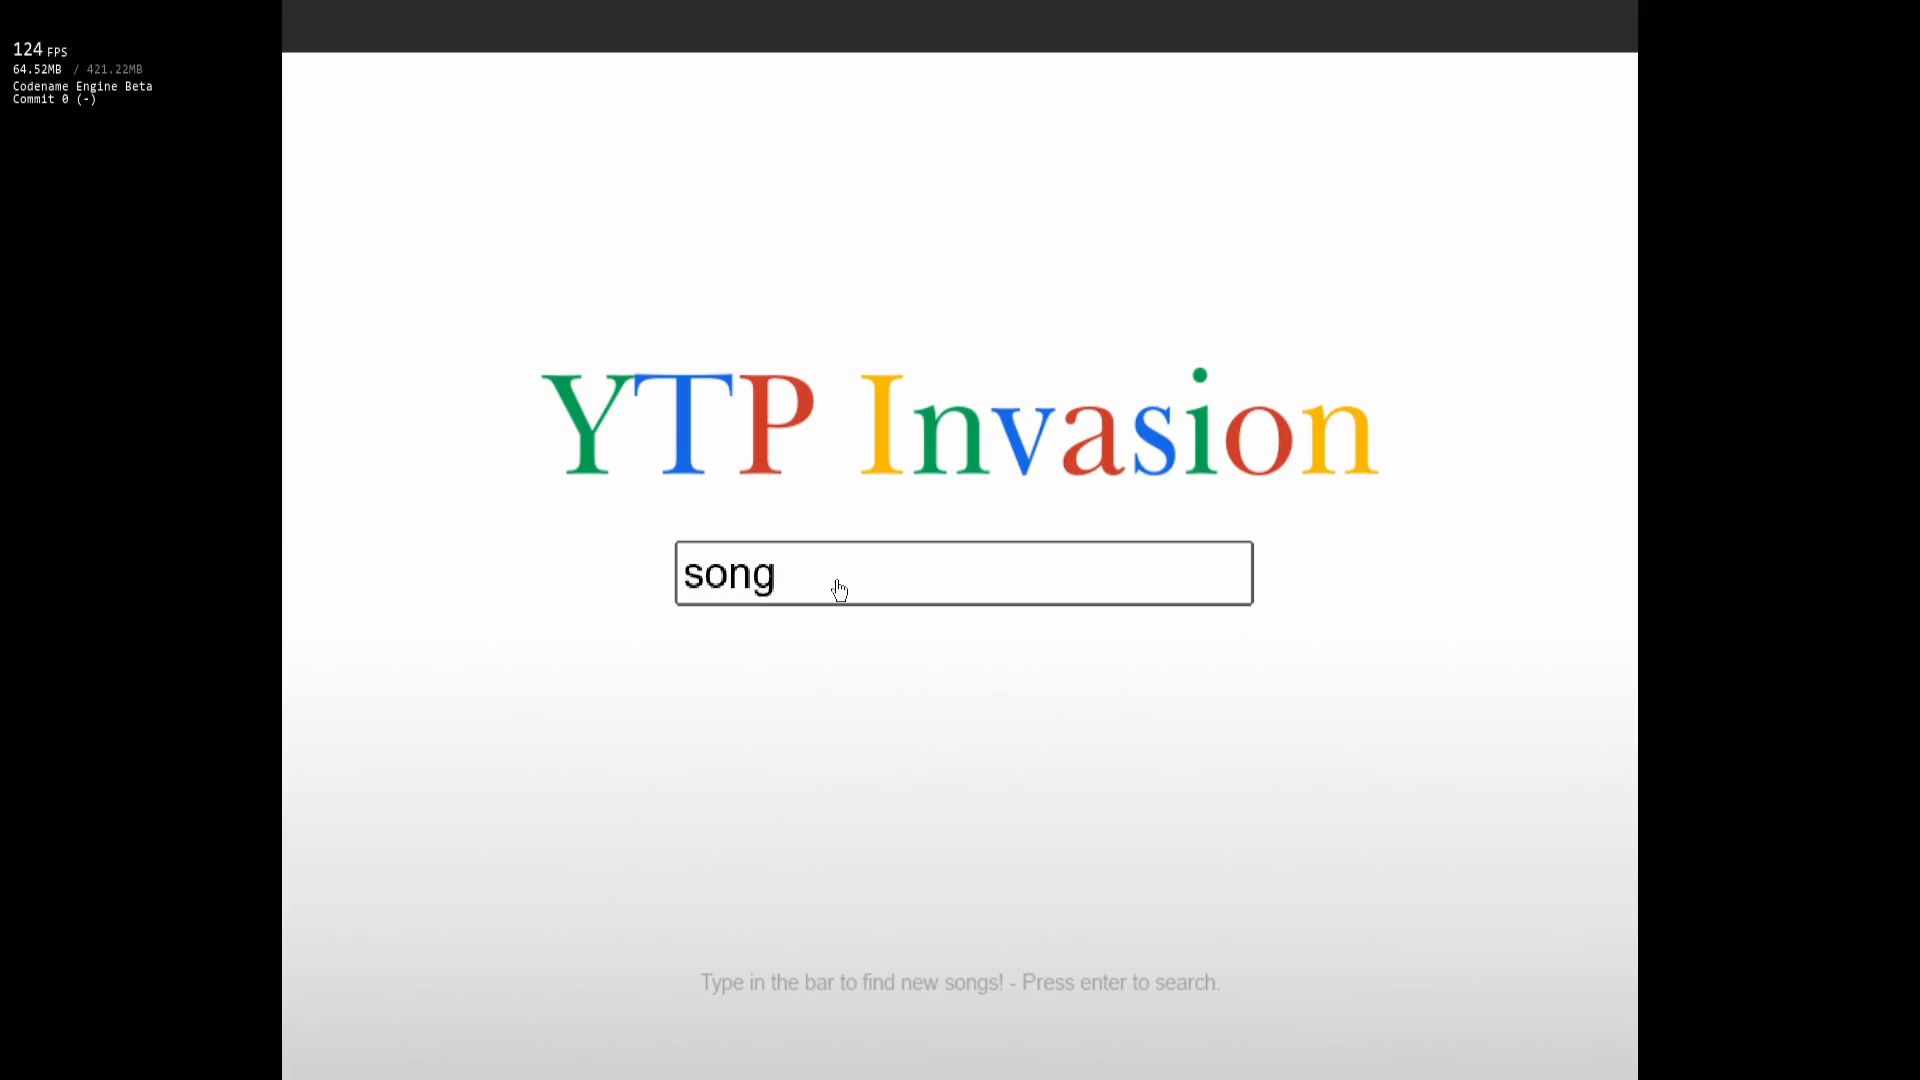 124 FPS
64.52MB / 421.22MB
Codename Engine Beta
Commit 0 (-)
YTP Invasion
song
Type in the bar to find new songs! - Press enter to search.